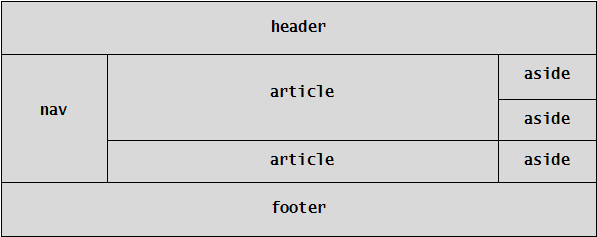 header
nav
article
aside
aside
article
aside
footer